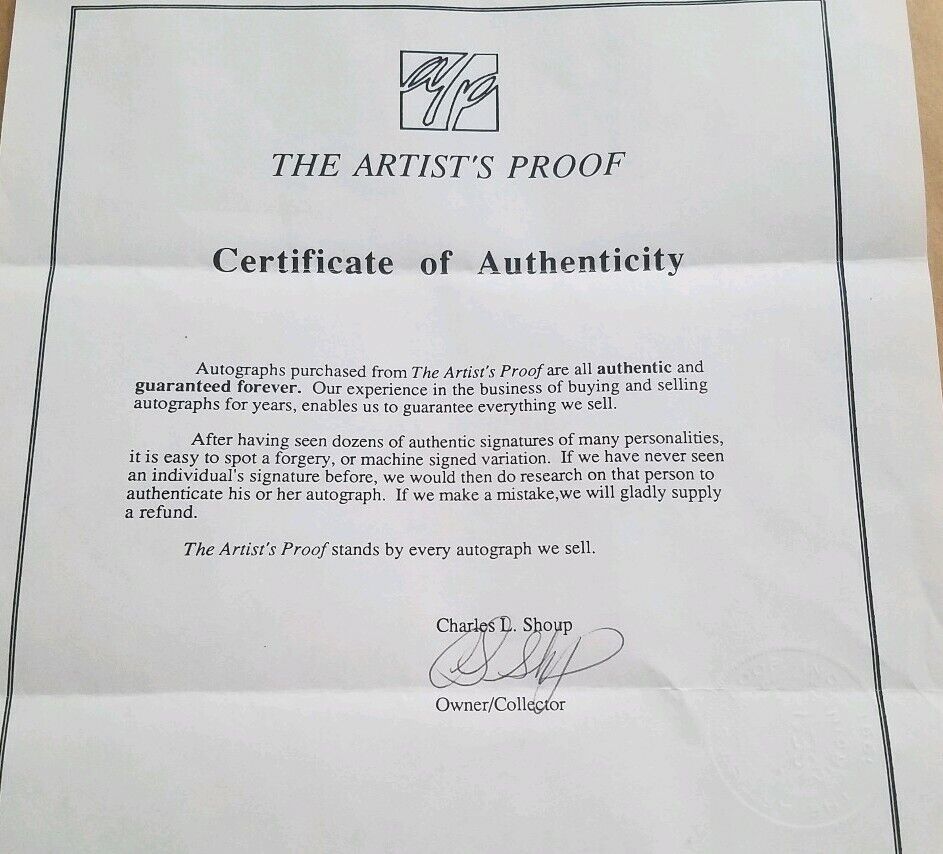 a/p
THE ARTIST'S PROOF
Certificate of Authenticity
Autographs purchased from The Artist's Proof are all authentic and
guaranteed forever. Our experience in the business of buying and selling
autographs for years, enables us to guarantee everything we sell.
After having seen dozens of authentic signatures of many personalities,
it is easy to spot a forgery, or machine signed variation. If we have never seen
an individual's signature before, we would then do research on that person to
authenticate his or her autograph. If we make a mistake,we will gladly supply
a refund.
The Artist's Proof stands by every autograph we sell.
Charles L. Shoup
Owner/Collector